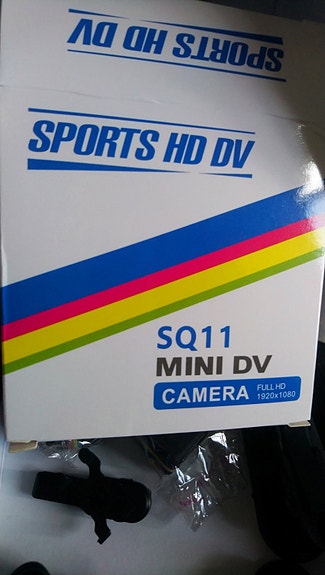 SPORTS HD DV
SPORTS HD DV
SQ11
MINI DV
CAMERA FULL HD
1920x1080